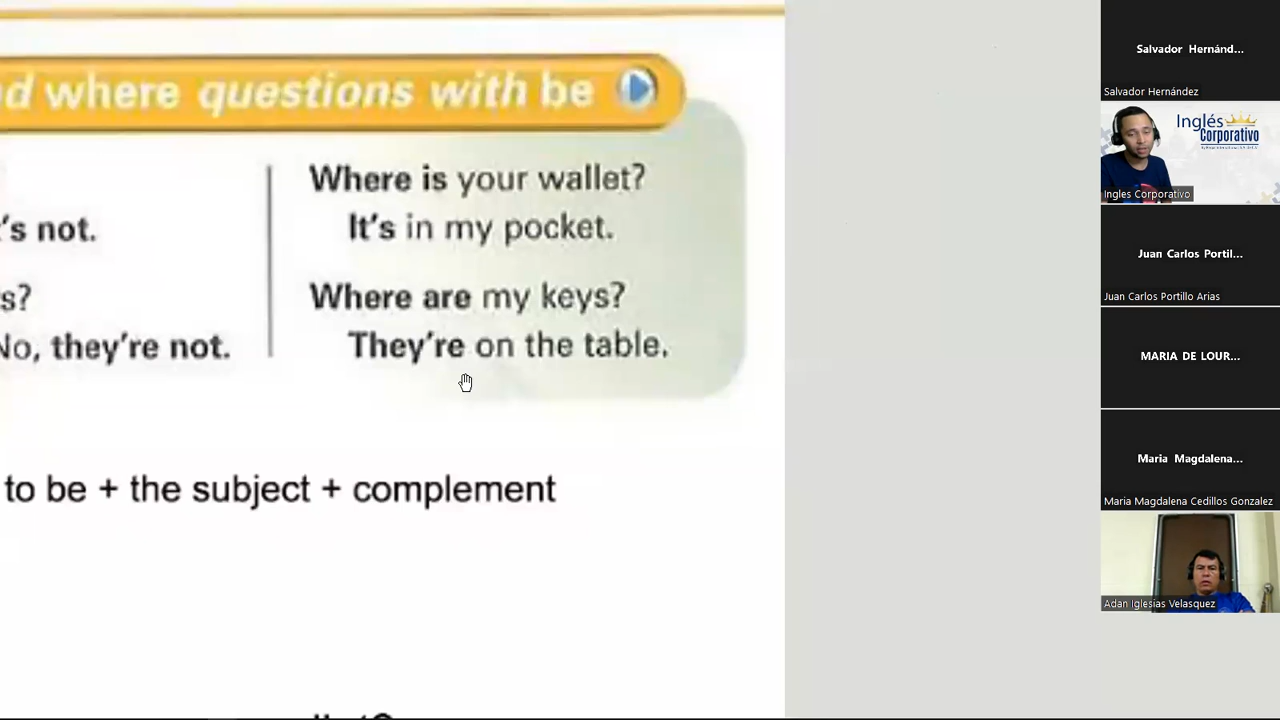 d where questions with be
Where is your wallet?
's not.
It's in my pocket.
s?
Where are my keys?
No, they're not.
They're on the table.
to be + the subject + complement
Salvador Hernánd...
Salvador Hernández
Inglés
Corporativo
Ingles Corporativo
Juan Carlos Portil...
Juan Carlos Portillo Arias
MARIA DE LOUR...
Maria Magdalena...
Maria Magdalena Cedillos Gonzalez
Adan Iglesias Velasquez